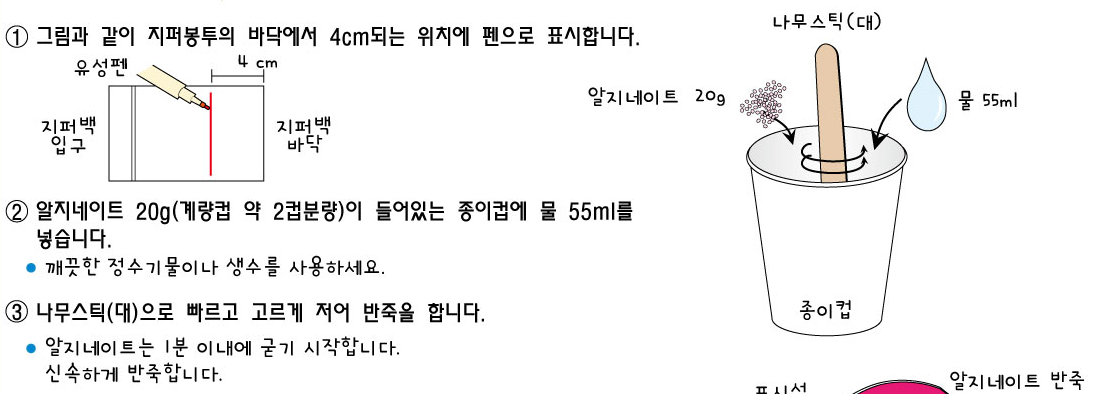 ① 그림과 같이 지퍼봉투의 바닥에서 4cm되는 위치에 펜으로 표시합니다.
유성펜
4 cm
지퍼백
입구
지퍼백
바닥
② 알지네이트 20g(계량컵 약 2컵분량)이 들어있는 종이컵에 물 55ml를
넣습니다.
● 깨끗한 정수기물이나 생수를 사용하세요.
③ 나무스틱(대)으로 빠르고 고르게 저어 반죽을 합니다.
● 알지네이트는 1분 이내에 굳기 시작합니다.
신속하게 반죽합니다.
나무스틱(대)
알지네이트 20g
물 55ml
종이컵
알지네이트 반죽